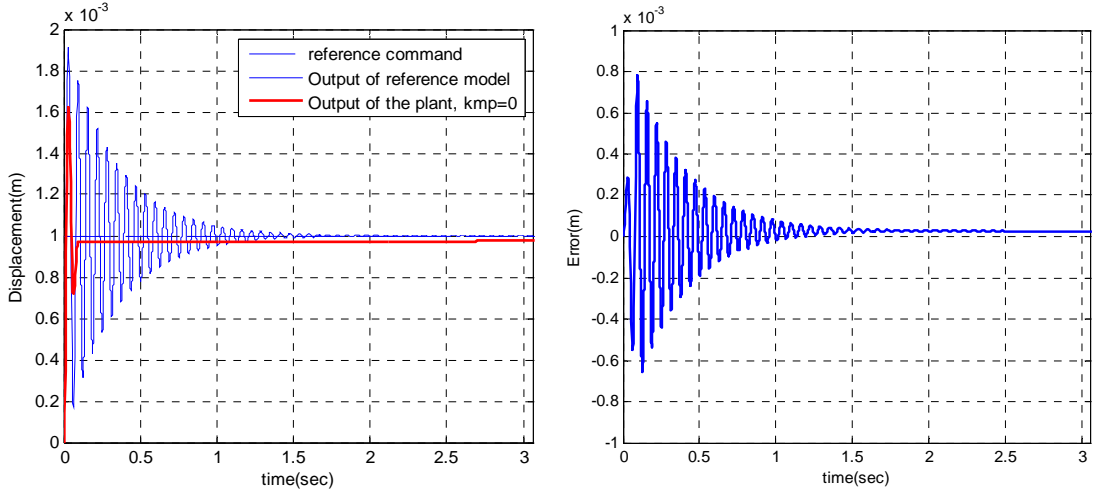 x 10⁻³
2
1.8
1.6
1.4
1.2
1
0.8
0.6
0.4
0.2
0
Displacement(m)
reference command
Output of reference model
Output of the plant, kmp=0
0 0.5 1 1.5 2 2.5 3
time(sec)
x 10⁻³
1
0.8
0.6
0.4
0.2
0
-0.2
-0.4
-0.6
-0.8
-1
Error(m)
0 0.5 1 1.5 2 2.5 3
time(sec)